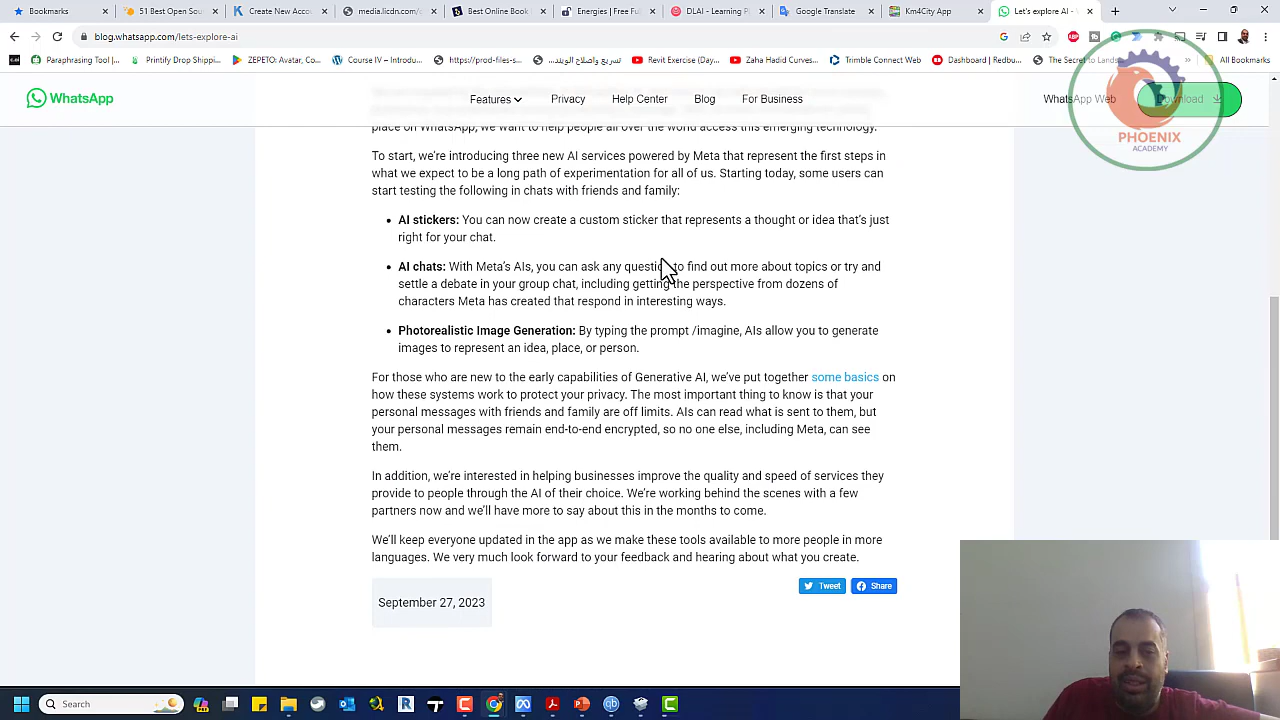 Bookmarks
51 Best Open Sou
Create New Accou
media.licdn.com/d
Best Online Book
Energies | Free Ful
DLAI - Learning P
Google Translate
Km4City App
Let's explore AI -
blog.whatsapp.com/lets-explore-ai
Paraphrasing Tool |
Printify Drop Shippi
ZEPETO: Avatar, Co
Course IV – Introdu
https://prod-files-s
Revit Exercise (Day
Zaha Hadid Curves
Trimble Connect Web
Dashboard | Redbu
The Secret to Lands
All Bookmarks
WhatsApp
Features
Privacy
Help Center
Blog
For Business
WhatsApp Web
Download
PHOENIX
ACADEMY
place on WhatsApp, we want to help people all over the world access this emerging technology.
To start, we're introducing three new AI services powered by Meta that represent the first steps in
what we expect to be a long path of experimentation for all of us. Starting today, some users can
start testing the following in chats with friends and family:
• AI stickers: You can now create a custom sticker that represents a thought or idea that's just
right for your chat.
• AI chats: With Meta's AIs, you can ask any question to find out more about topics or try and
settle a debate in your group chat, including getting the perspective from dozens of
characters Meta has created that respond in interesting ways.
• Photorealistic Image Generation: By typing the prompt /imagine, AIs allow you to generate
images to represent an idea, place, or person.
For those who are new to the early capabilities of Generative AI, we've put together some basics on
how these systems work to protect your privacy. The most important thing to know is that your
personal messages with friends and family are off limits. AIs can read what is sent to them, but
your personal messages remain end-to-end encrypted, so no one else, including Meta, can see
them.
In addition, we're interested in helping businesses improve the quality and speed of services they
provide to people through the AI of their choice. We're working behind the scenes with a few
partners now and we'll have more to say about this in the months to come.
We'll keep everyone updated in the app as we make these tools available to more people in more
languages. We very much look forward to your feedback and hearing about what you create.
Tweet
Share
September 27, 2023
Search